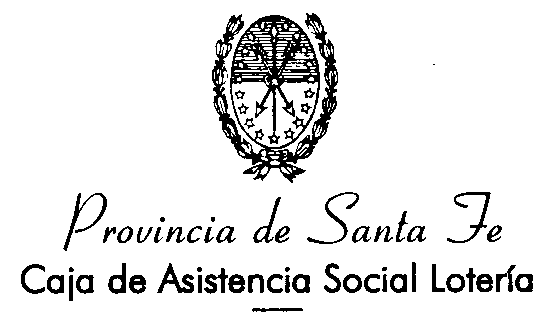 Provincia de Santa Fe
Caja de Asistencia Social Lotería